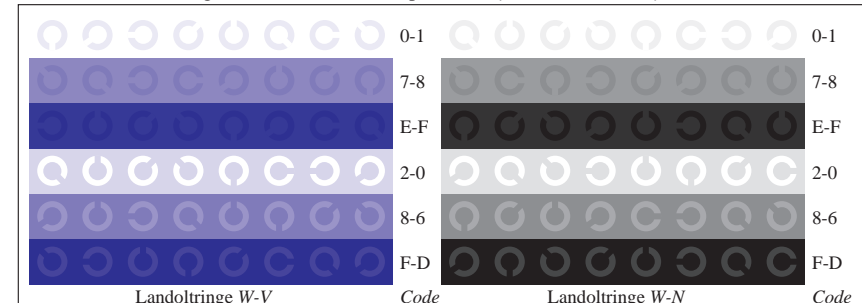 0-1 0-1
7-8 7-8
E-F E-F
2-0 2-0
8-6 8-6
F-D F-D
Landoltringe W-V Code Landoltringe W-N Code